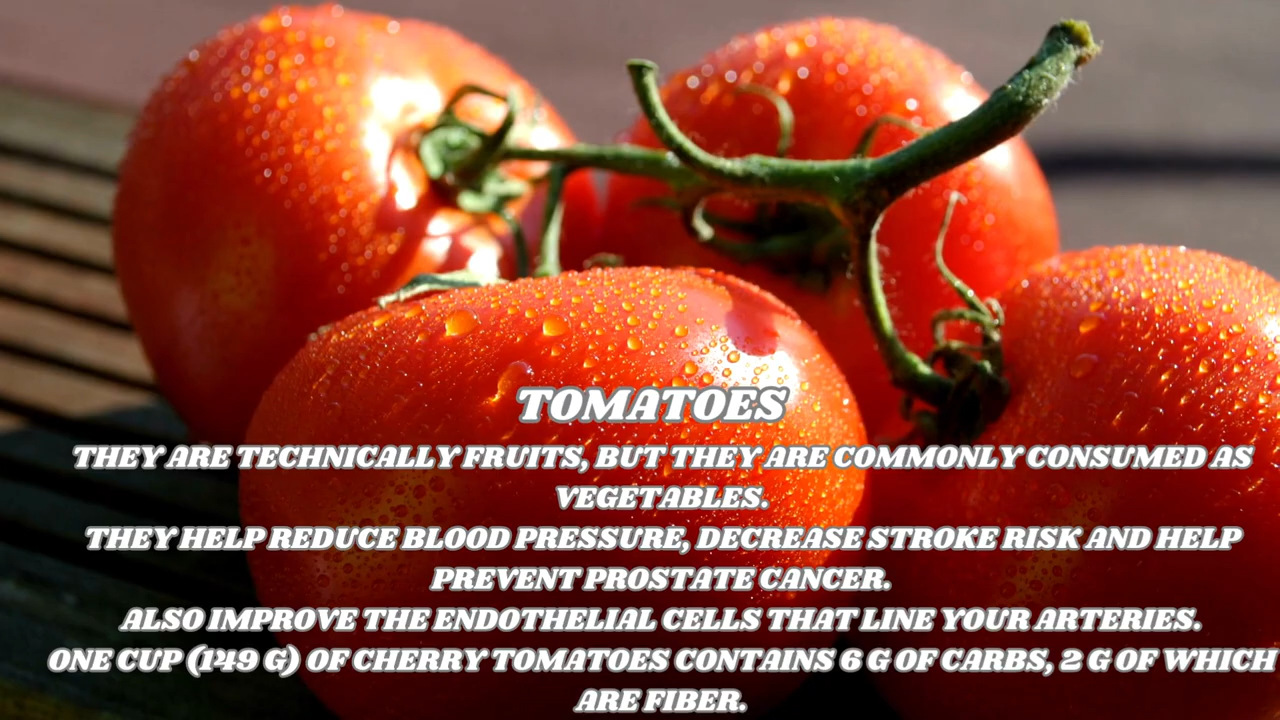 TOMATOES
THEY ARE TECHNICALLY FRUITS, BUT THEY ARE COMMONLY CONSUMED AS
VEGETABLES.
THEY HELP REDUCE BLOOD PRESSURE, DECREASE STROKE RISK AND HELP
PREVENT PROSTATE CANCER.
ALSO IMPROVE THE ENDOTHELIAL CELLS THAT LINE YOUR ARTERIES.
ONE CUP (149 G) OF CHERRY TOMATOES CONTAINS 6 G OF CARBS, 2 G OF WHICH
ARE FIBER.